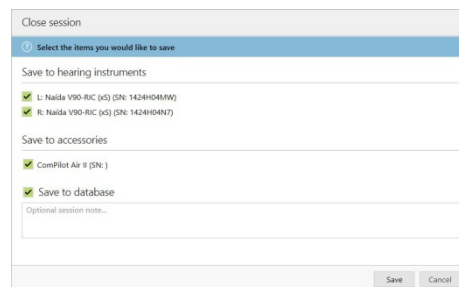 Close session
Select the items you would like to save
Save to hearing instruments
L: Naída V90-RIC (xS) (SN: 1424H04MW)
R: Naída V90-RIC (xS) (SN: 1424H04N7)
Save to accessories
ComPilot Air II (SN: )
Save to database
Optional session note...
Save Cancel